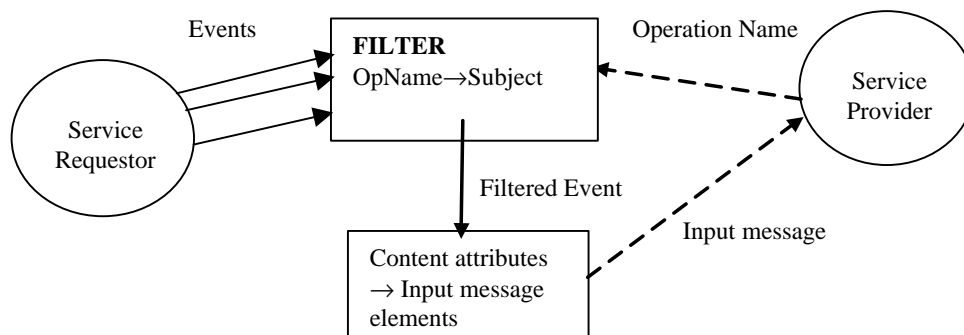 Events
FILTER
OpName→Subject
Operation Name
Service
Requestor
Service
Provider
Filtered Event
Input message
Content attributes
→ Input message
elements